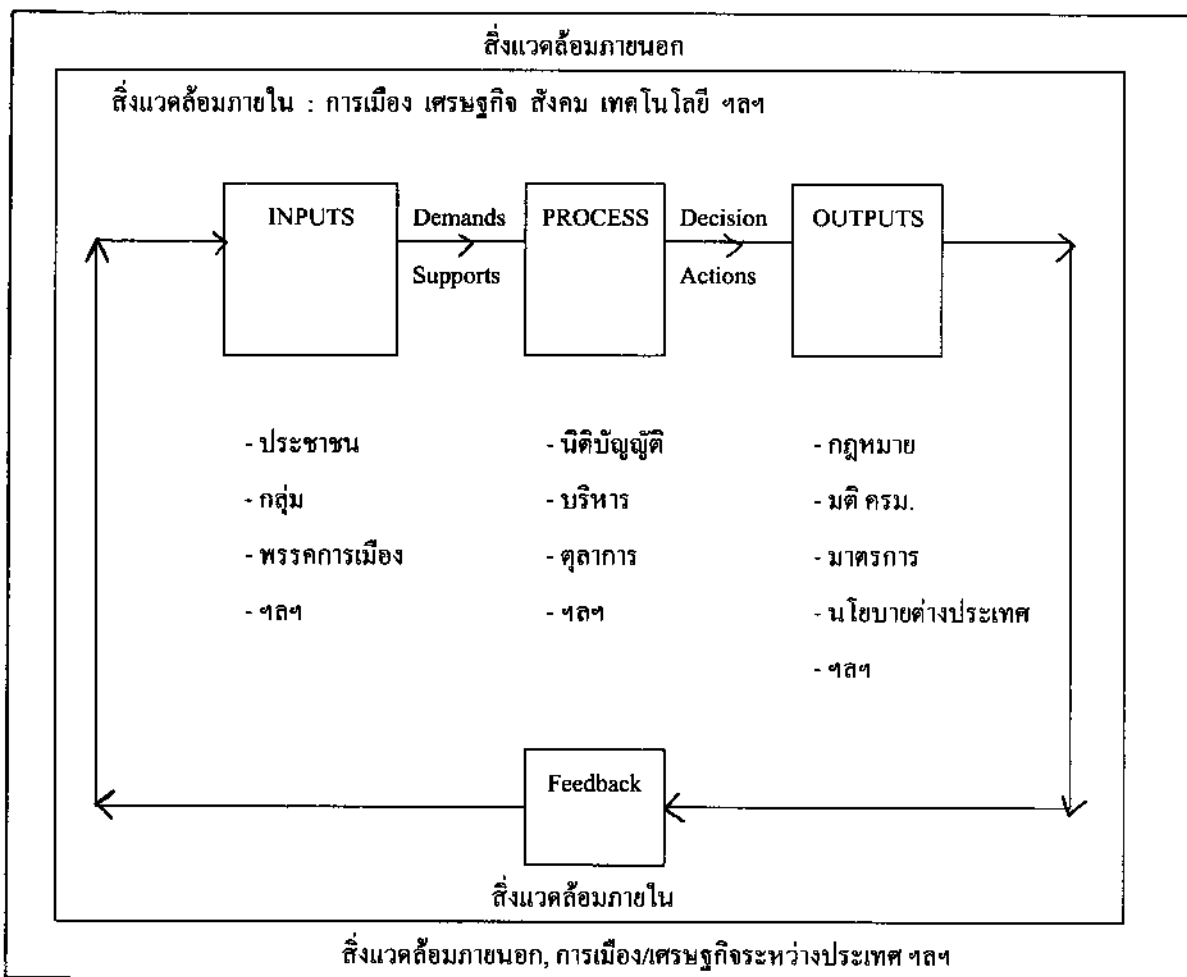 สิ่งแวดล้อมภายนอก
สิ่งแวดล้อมภายใน : การเมือง เศรษฐกิจ สังคม เทคโนโลยี ฯลฯ
INPUTS
Demands
Supports
PROCESS
Decision
Actions
OUTPUTS
- ประชาชน
- กลุ่ม
- พรรคการเมือง
- ฯลฯ
- นิติบัญญัติ
- บริหาร
- ตุลาการ
- ฯลฯ
- กฎหมาย
- มติ ครม.
- มาตรการ
- นโยบายต่างประเทศ
- ฯลฯ
Feedback
สิ่งแวดล้อมภายใน
สิ่งแวดล้อมภายนอก, การเมือง/เศรษฐกิจระหว่างประเทศ ฯลฯ